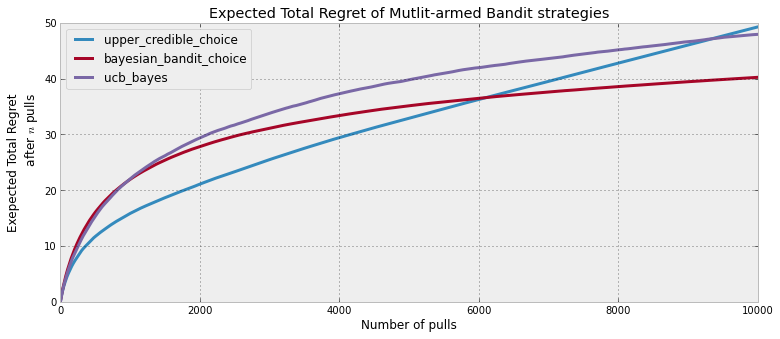 Expected Total Regret of Mutlit-armed Bandit strategies
Exepected Total Regret
after n pulls
50
40
30
20
10
0
upper_credible_choice
bayesian_bandit_choice
ucb_bayes
0
2000
4000
6000
8000
10000
Number of pulls